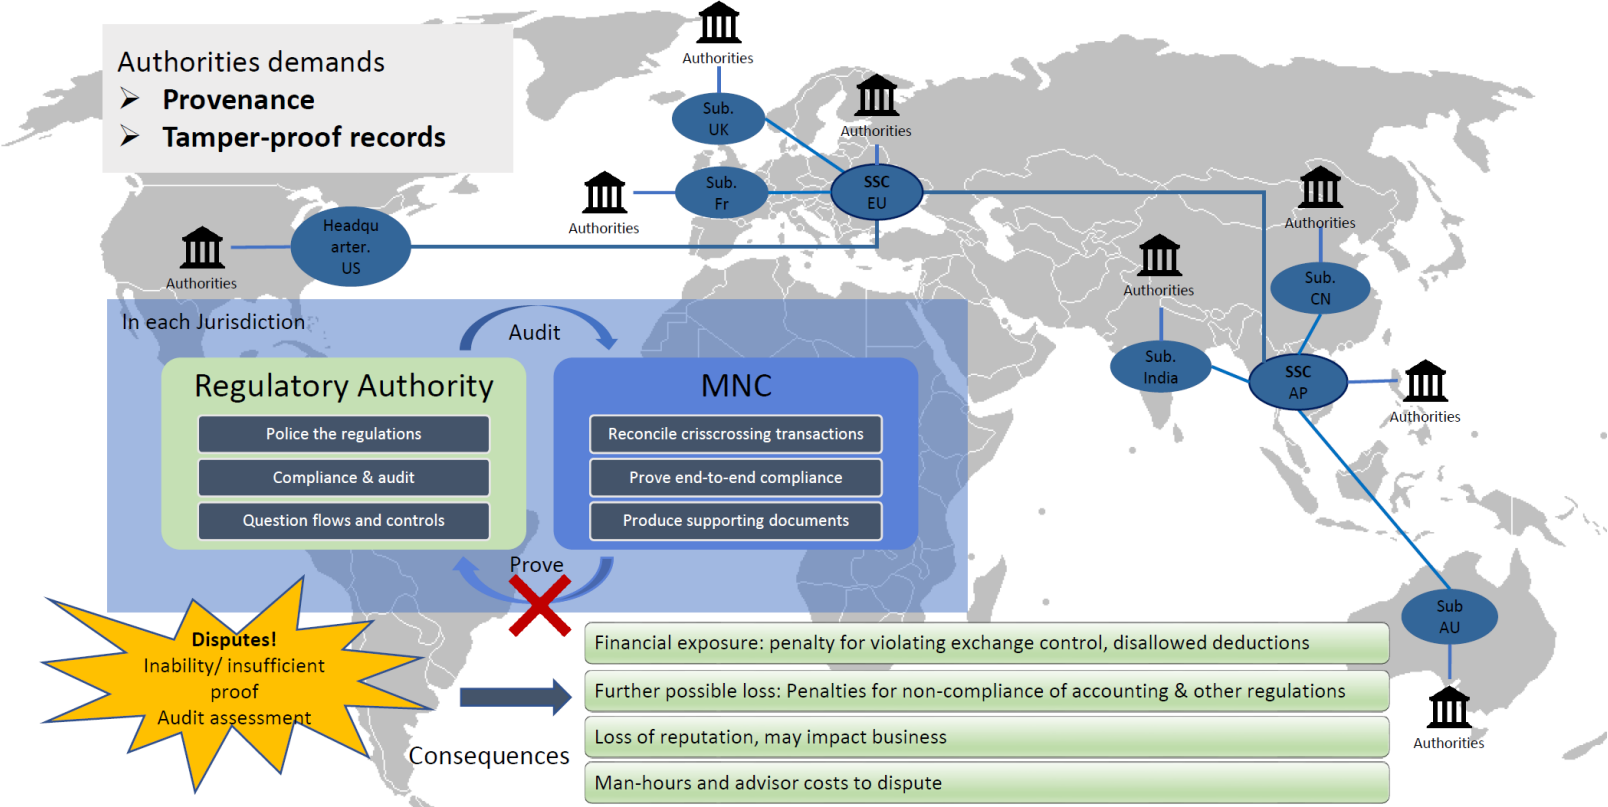 Authorities demands
➢ Provenance
➢ Tamper-proof records
Authorities
Sub.
UK
Authorities
Sub.
Fr
Authorities
SSC
EU
Authorities
Headqu
arter.
US
Authorities
Authorities
Sub.
CN
Authorities
Sub.
India
SSC
AP
Authorities
Sub
AU
Authorities
In each Jurisdiction
Audit
Regulatory Authority
Police the regulations
Compliance & audit
Question flows and controls
MNC
Reconcile crisscrossing transactions
Prove end-to-end compliance
Produce supporting documents
Prove
Disputes!
Inability/ insufficient
proof
Audit assessment
Consequences
Financial exposure: penalty for violating exchange control, disallowed deductions
Further possible loss: Penalties for non-compliance of accounting & other regulations
Loss of reputation, may impact business
Man-hours and advisor costs to dispute